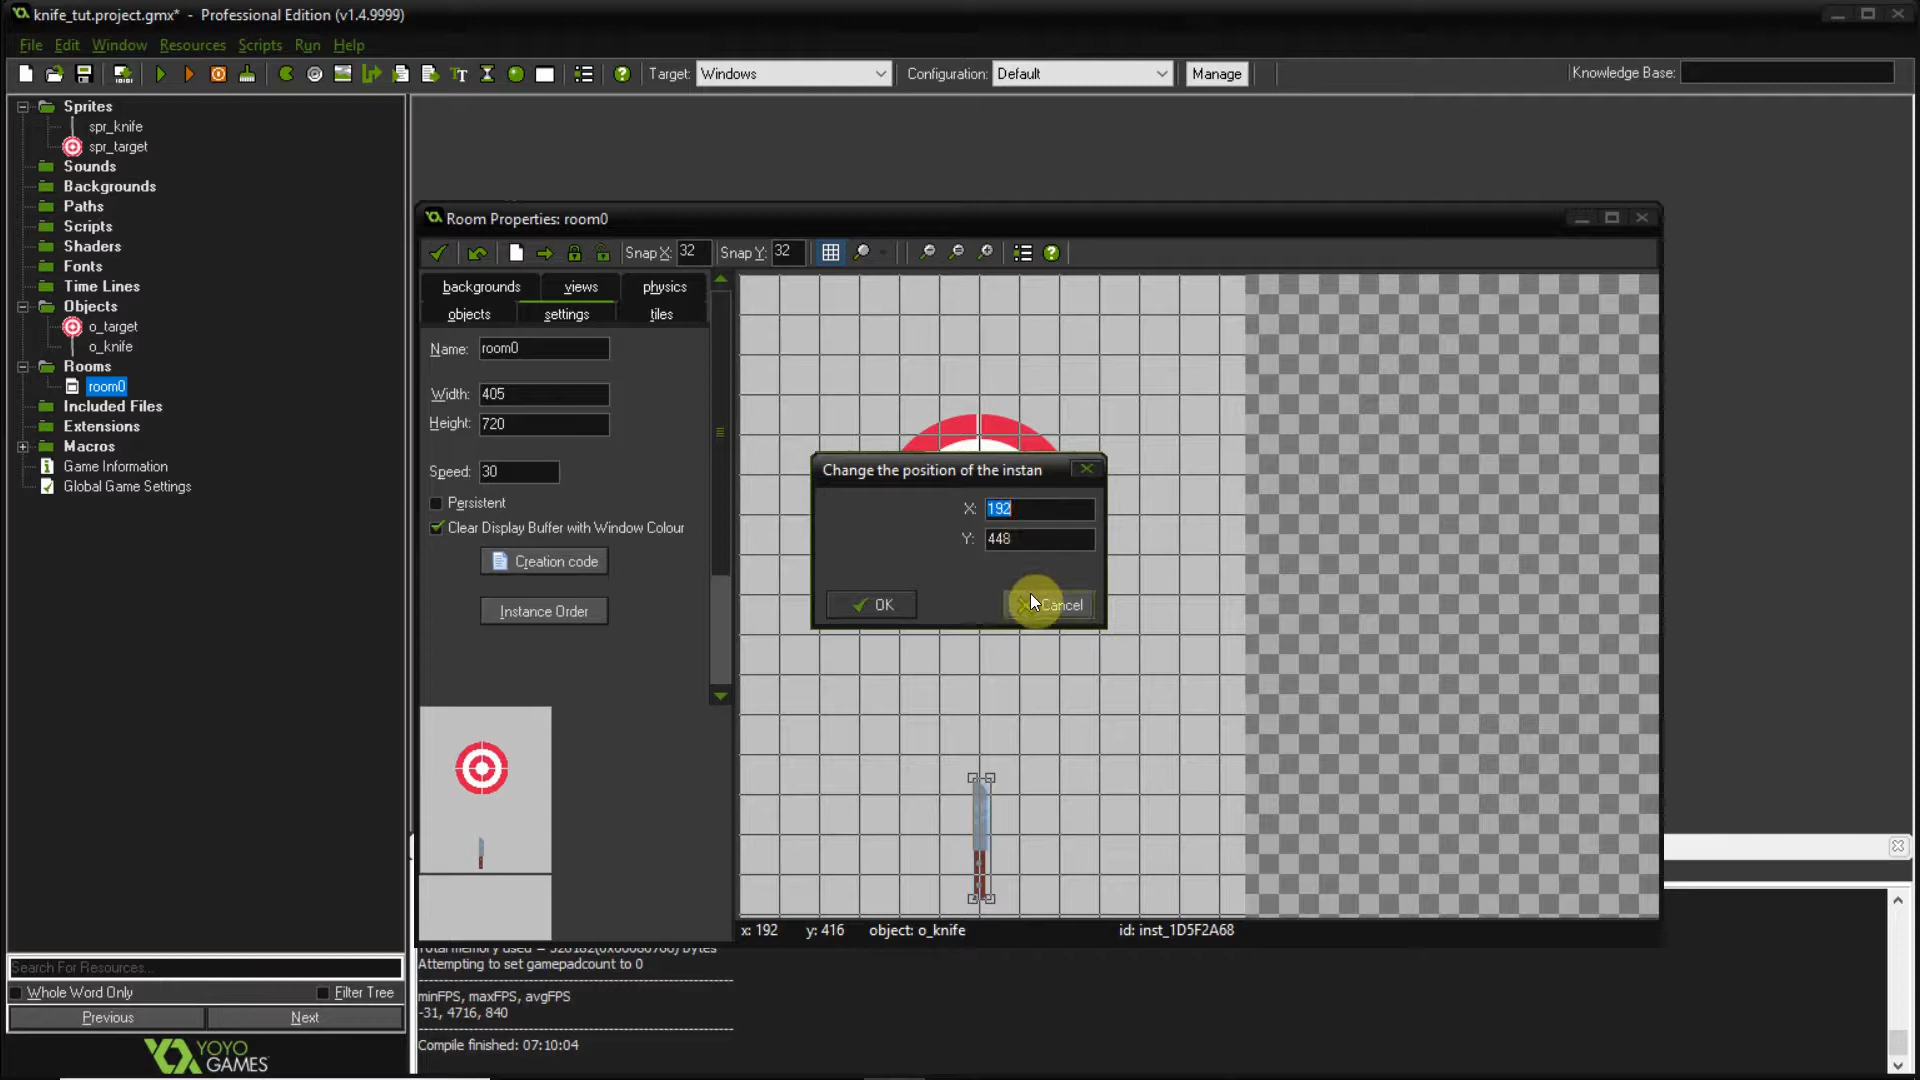 knife_tut.project.gmx* - Professional Edition (v1.4.9999)
File Edit Window Resources Scripts Run Help
Target: Windows Configuration: Default Manage Knowledge Base:
Sprites
spr_knife
spr_target
Sounds
Backgrounds
Paths
Scripts
Shaders
Fonts
Time Lines
Objects
o_target
o_knife
Rooms
room0
Included Files
Extensions
Macros
Game Information
Global Game Settings
Search For Resources...
Whole Word Only Filter Tree
Previous Next
YOYO
GAMES
Room Properties: room0
Snap X: 32 Snap Y: 32
backgrounds views physics
objects settings tiles
Name: room0
Width: 405
Height: 720
Speed: 30
Persistent
Clear Display Buffer with Window Colour
Creation code
Instance Order
Change the position of the instan
X: 192
Y: 448
OK Cancel
x: 192 y: 416 object: o_knife id: inst_1D5F2A68
bytes
Attempting to set gamepadcount to 0
minFPS, maxFPS, avgFPS
-31, 4716, 840
Compile finished: 07:10:04